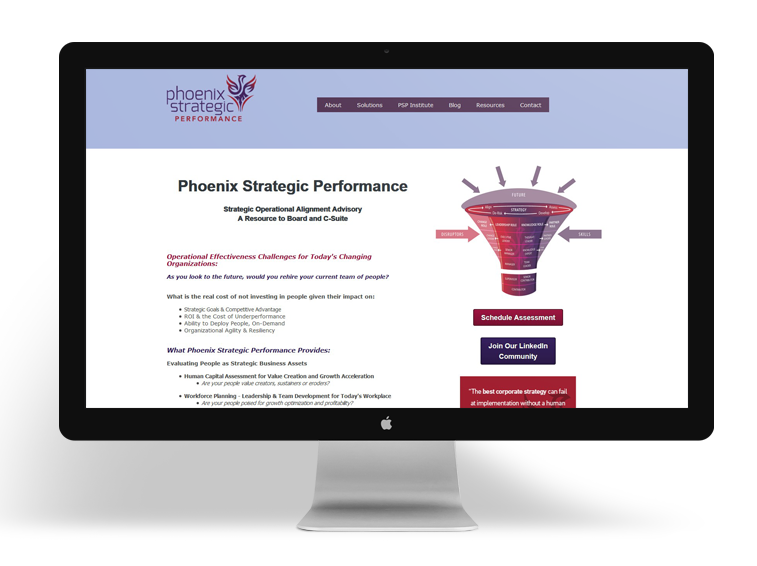 phoenix
strategic
PERFORMANCE
About Solutions PSP Institute Blog Resources Contact
Phoenix Strategic Performance
Strategic Operational Alignment Advisory
A Resource to Board and C-Suite
Operational Effectiveness Challenges for Today's Changing
Organizations:
As you look to the future, would you rehire your current team of people?
What is the real cost of not investing in people given their impact on:
• Strategic Goals & Competitive Advantage
• ROI & the Cost of Underperformance
• Ability to Deploy People, On-Demand
• Organizational Agility & Resiliency
What Phoenix Strategic Performance Provides:
Evaluating People as Strategic Business Assets
• Human Capital Assessment for Value Creation and Growth Acceleration
• Are your people value creators, sustainers or eroders?
• Workforce Planning - Leadership & Team Development for Today's Workplace
• Are your people poised for growth optimization and profitability?
FUTURE
STRATEGY
DISRUPTORS
SKILLS
LEADERSHIP ROLE KNOWLEDGE ROLE
Schedule Assessment
Join Our LinkedIn
Community
"The best corporate strategy can fail
at implementation without a human